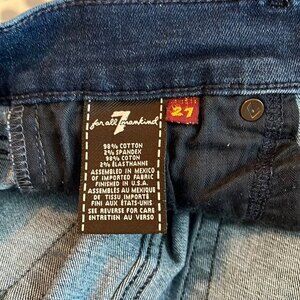 7
for all mankind
27
98% COTTON
2% SPANDEX
98% COTON
2% ÉLASTHANNE
ASSEMBLED IN MEXICO
OF IMPORTED FABRIC
FINISHED IN U.S.A.
ASSEMBLÉS AU MEXIQUE
DE TISSU IMPORTÉ
FINI AUX ÉTATS-UNIS
SEE REVERSE FOR CARE
ENTRETIEN AU VERSO